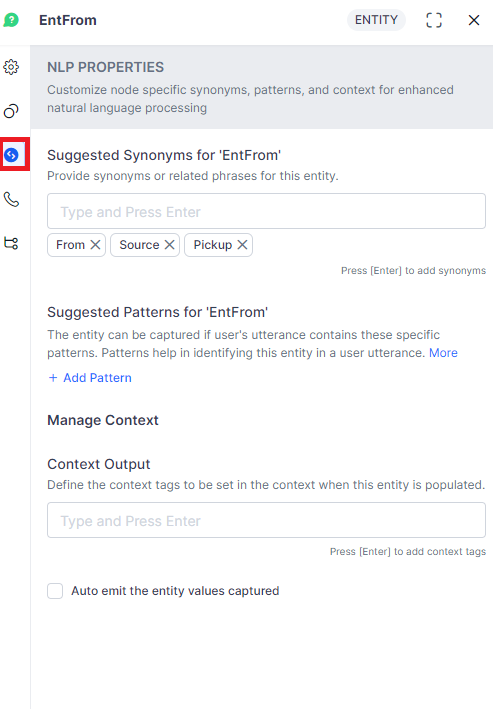 EntFrom
ENTITY
NLP PROPERTIES
Customize node specific synonyms, patterns, and context for enhanced
natural language processing
Suggested Synonyms for 'EntFrom'
Provide synonyms or related phrases for this entity.
Type and Press Enter
From Source Pickup
Press [Enter] to add synonyms
Suggested Patterns for 'EntFrom'
The entity can be captured if user's utterance contains these specific
patterns. Patterns help in identifying this entity in a user utterance. More
+ Add Pattern
Manage Context
Context Output
Define the context tags to be set in the context when this entity is populated.
Type and Press Enter
Press [Enter] to add context tags
Auto emit the entity values captured